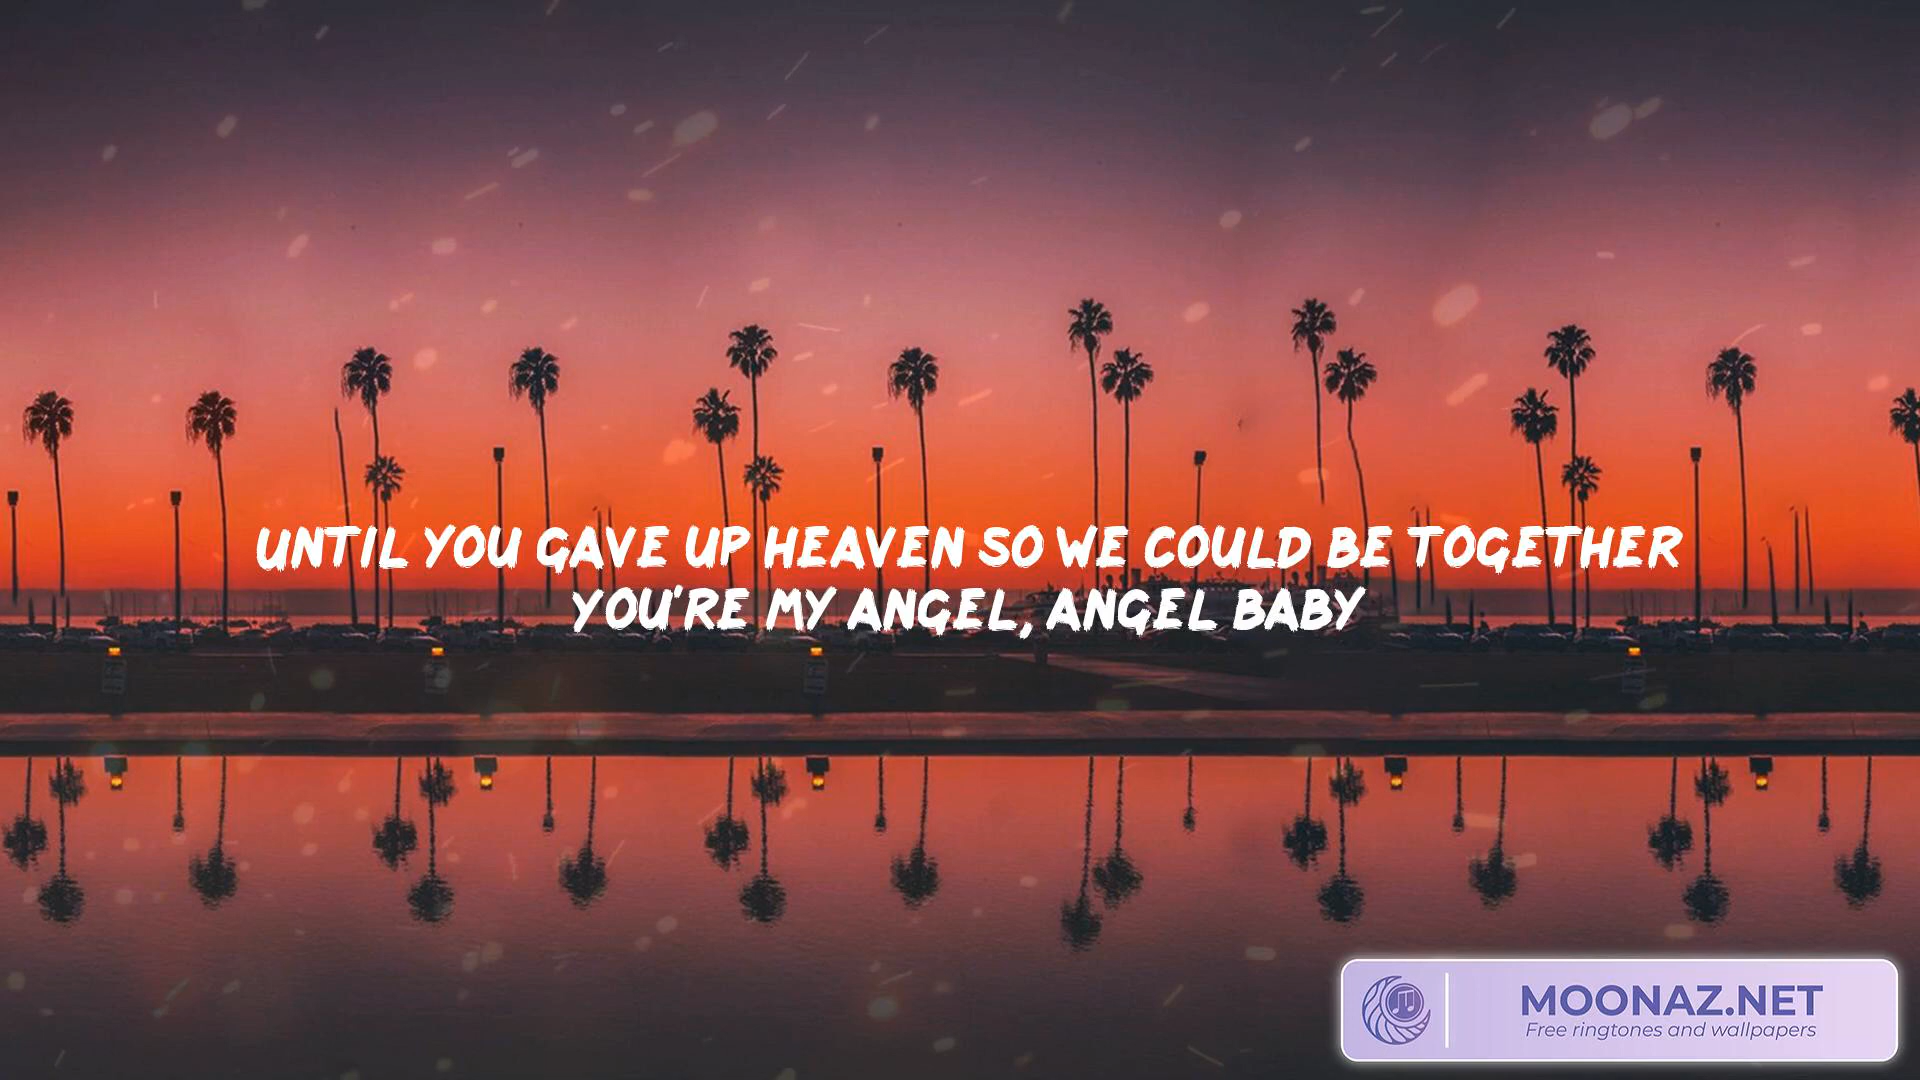 UNTIL YOU GAVE UP HEAVEN SO WE COULD BE TOGETHER
YOU'RE MY ANGEL, ANGEL BABY
MOONAZ.NET
Free ringtones and wallpapers